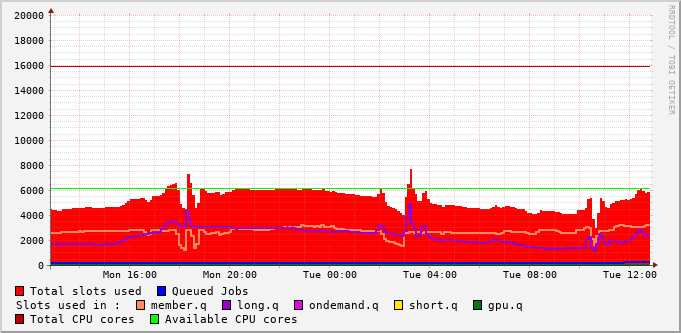 20000
18000
16000
14000
12000
10000
8000
6000
4000
2000
0
Mon 16:00 Mon 20:00 Tue 00:00 Tue 04:00 Tue 08:00 Tue 12:00
RRDTOOL / TOBI OETIKER
Total slots used Queued Jobs
Slots used in : member.q long.q ondemand.q short.q gpu.q
Total CPU cores Available CPU cores